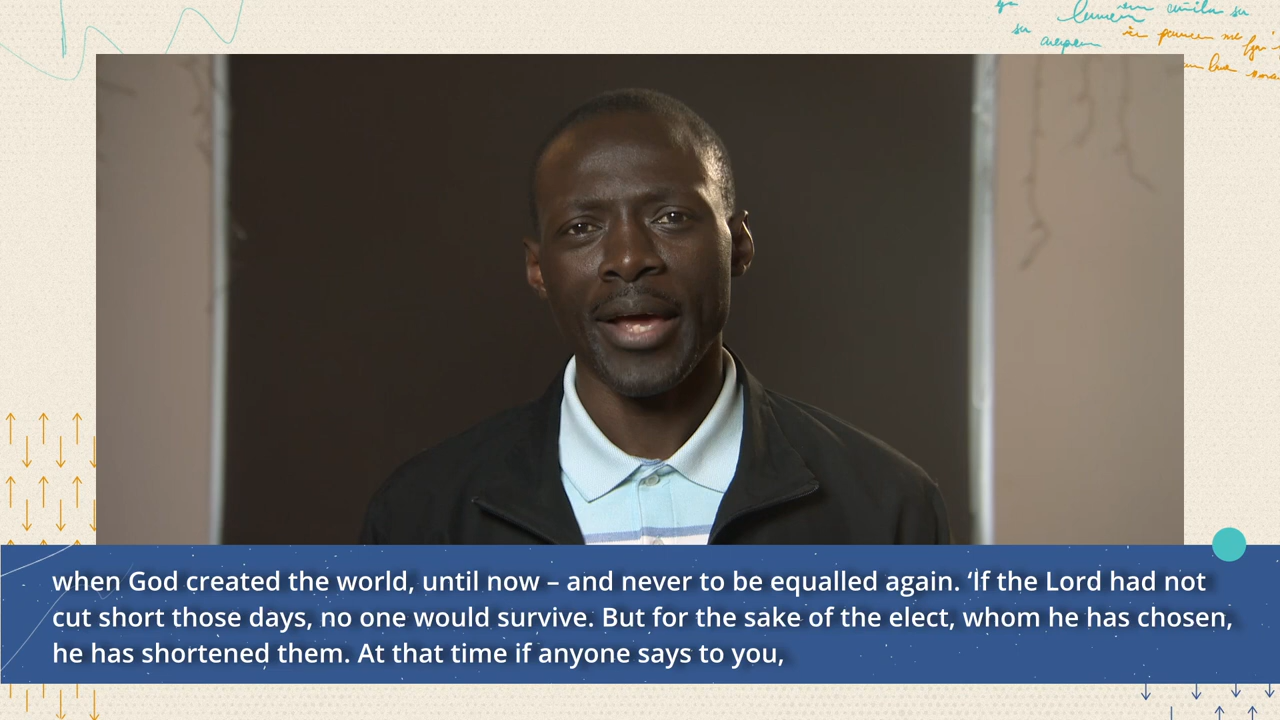 when God created the world, until now – and never to be equalled again. ‘If the Lord had not
cut short those days, no one would survive. But for the sake of the elect, whom he has chosen,
he has shortened them. At that time if anyone says to you,